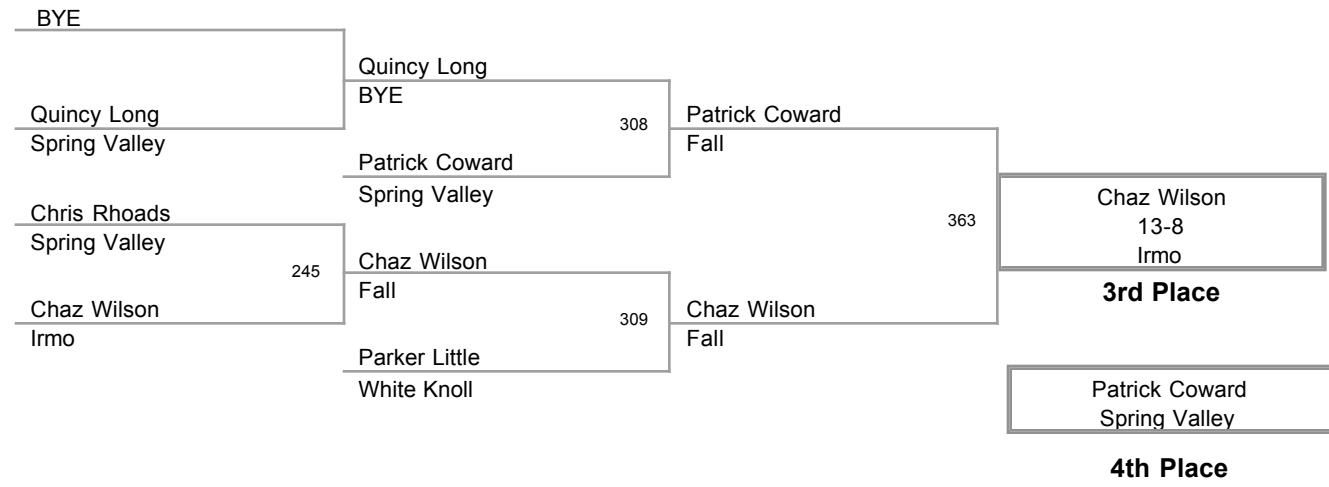 BYE
Quincy Long
Spring Valley
Chris Rhoads
Spring Valley
245
Chaz Wilson
Irmo
Quincy Long
BYE
308
Patrick Coward
Spring Valley
Chaz Wilson
Fall
309
Parker Little
White Knoll
Patrick Coward
Fall
363
Chaz Wilson
Fall
Chaz Wilson
13-8
Irmo
3rd Place
Patrick Coward
Spring Valley
4th Place